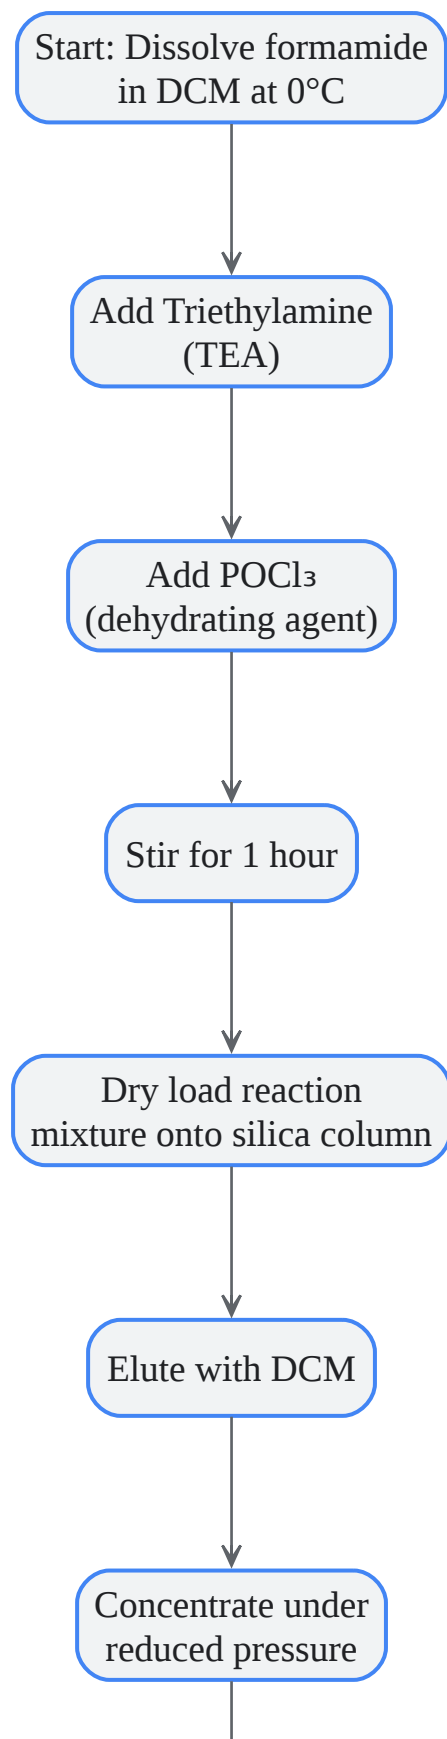 Start: Dissolve formamide
in DCM at 0°C
Add Triethylamine
(TEA)
Add POCl₃
(dehydrating agent)
Stir for 1 hour
Dry load reaction
mixture onto silica column
Elute with DCM
Concentrate under
reduced pressure